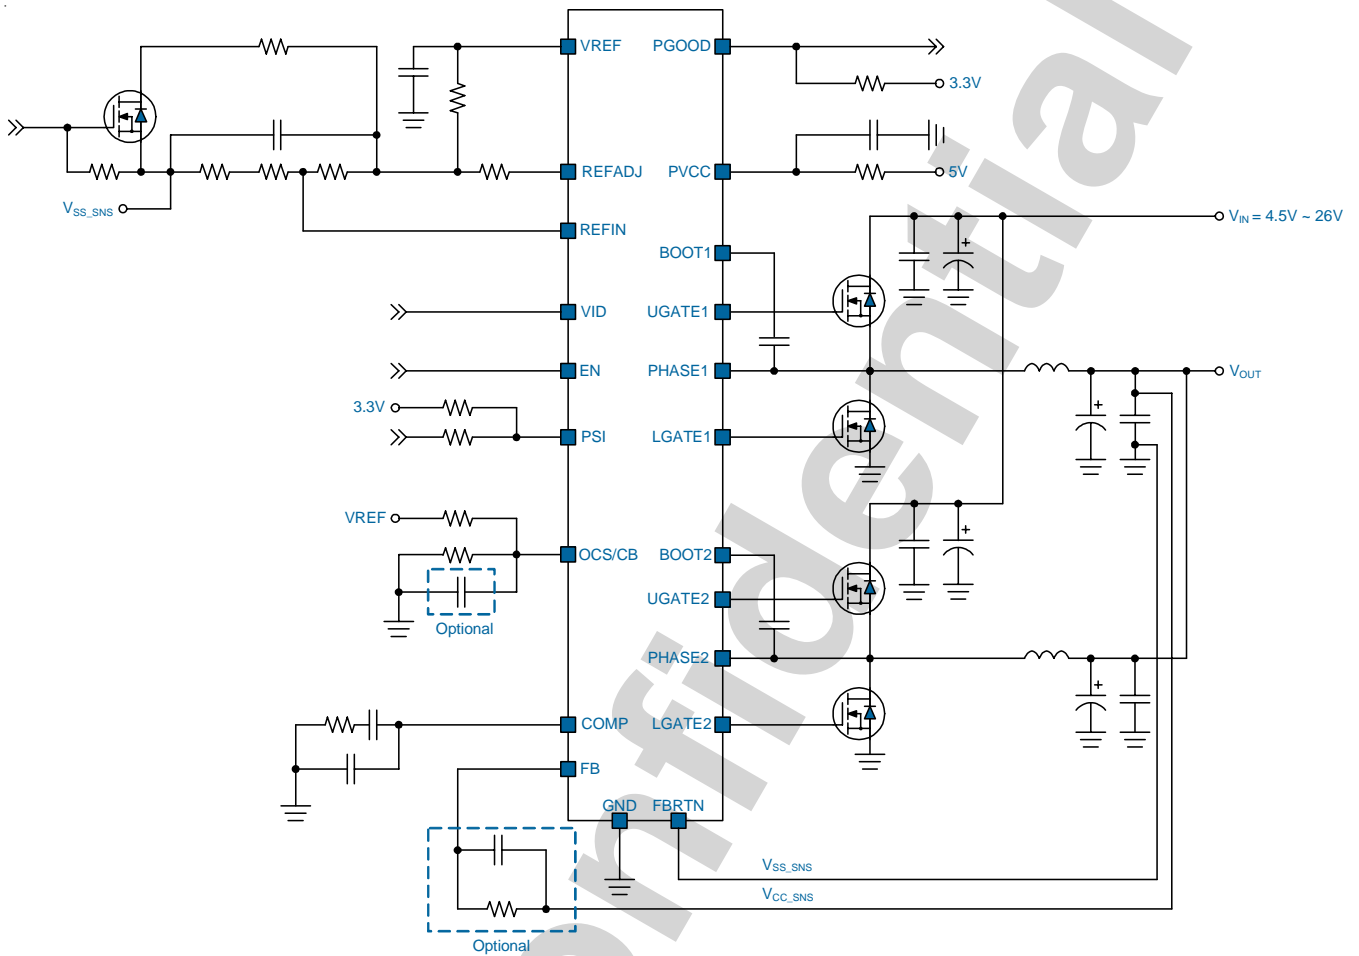 VREF
PGOOD
3.3V
REFADJ
PVCC
5V
VSS_SNS
REFIN
VIN = 4.5V ~ 26V
BOOT1
VID
UGATE1
EN
PHASE1
VOUT
3.3V
PSI
LGATE1
VREF
OCS/CB
BOOT2
UGATE2
Optional
PHASE2
COMP
LGATE2
FB
GND
FBRTN
VSS_SNS
VCC_SNS
Optional
onfidential